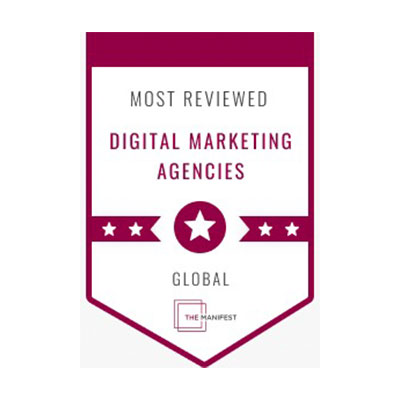 MOST REVIEWED
DIGITAL MARKETING
AGENCIES
GLOBAL
THE MANIFEST